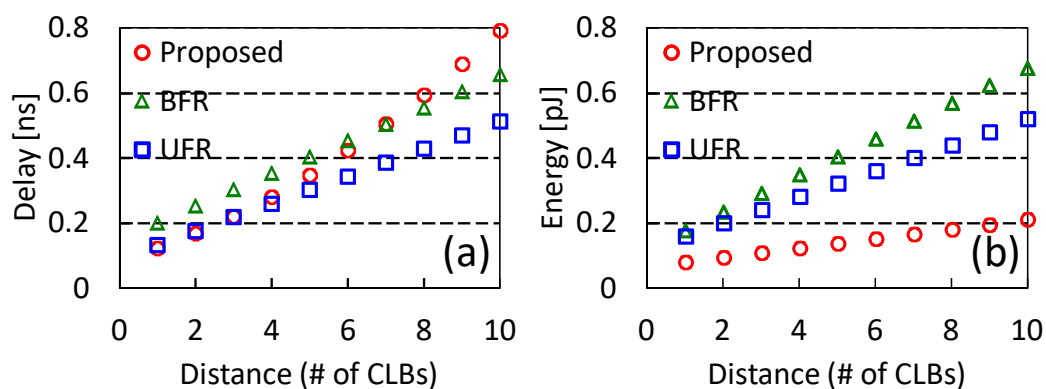 0.8
0.6
0.4
0.2
0
Delay [ns]
Proposed
BFR
UFR
(a)
0 2 4 6 8 10
Distance (# of CLBs)
0.8
0.6
0.4
0.2
0
Energy [pJ]
Proposed
BFR
UFR
(b)
0 2 4 6 8 10
Distance (# of CLBs)